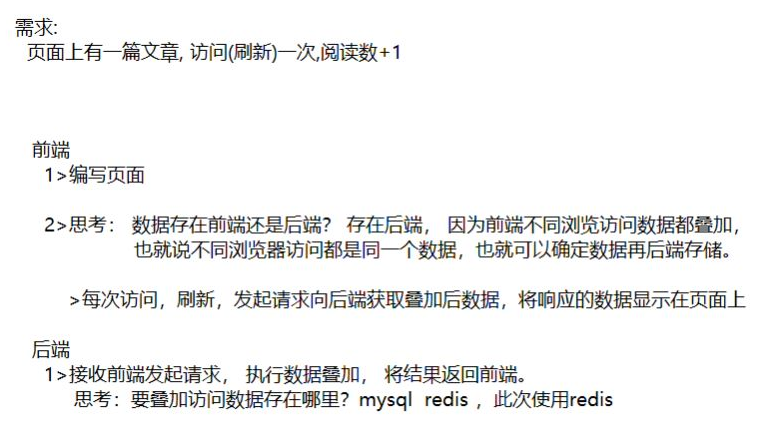 需求:
页面上有一篇文章, 访问(刷新)一次,阅读数+1
前端
1>编写页面
2>思考： 数据存在前端还是后端？ 存在后端， 因为前端不同浏览访问数据都叠加，
也就说不同浏览器访问都是同一个数据，也就可以确定数据再后端存储。
>每次访问，刷新，发起请求向后端获取叠加后数据，将响应的数据显示在页面上
后端
1>接收前端发起请求， 执行数据叠加， 将结果返回前端。
思考：要叠加访问数据存在哪里？mysql redis ，此次使用redis